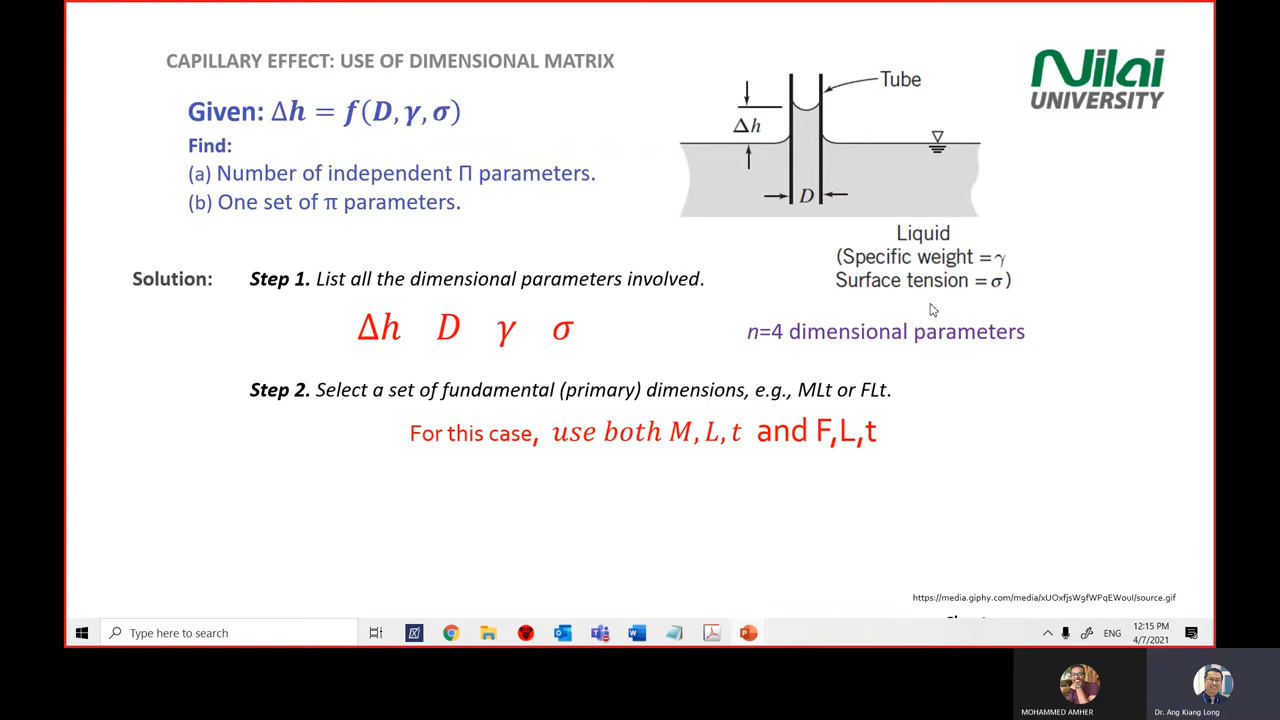 CAPILLARY EFFECT: USE OF DIMENSIONAL MATRIX
Nilai
UNIVERSITY
Given: Δh = f(D, γ, σ)
Find:
(a) Number of independent Π parameters.
(b) One set of π parameters.
Tube
Δh
D
Liquid
(Specific weight = γ
Surface tension = σ)
Solution:
Step 1. List all the dimensional parameters involved.
Δh D γ σ
n=4 dimensional parameters
Step 2. Select a set of fundamental (primary) dimensions, e.g., MLt or FLt.
For this case, use both M, L, t and F,L,t
https://media.giphy.com/media/xUOxfjsWgfWPqEWouI/source.gif
Type here to search
ENG
12:15 PM
4/7/2021
MOHAMMED AMHER
Dr. Ang Kiang Long